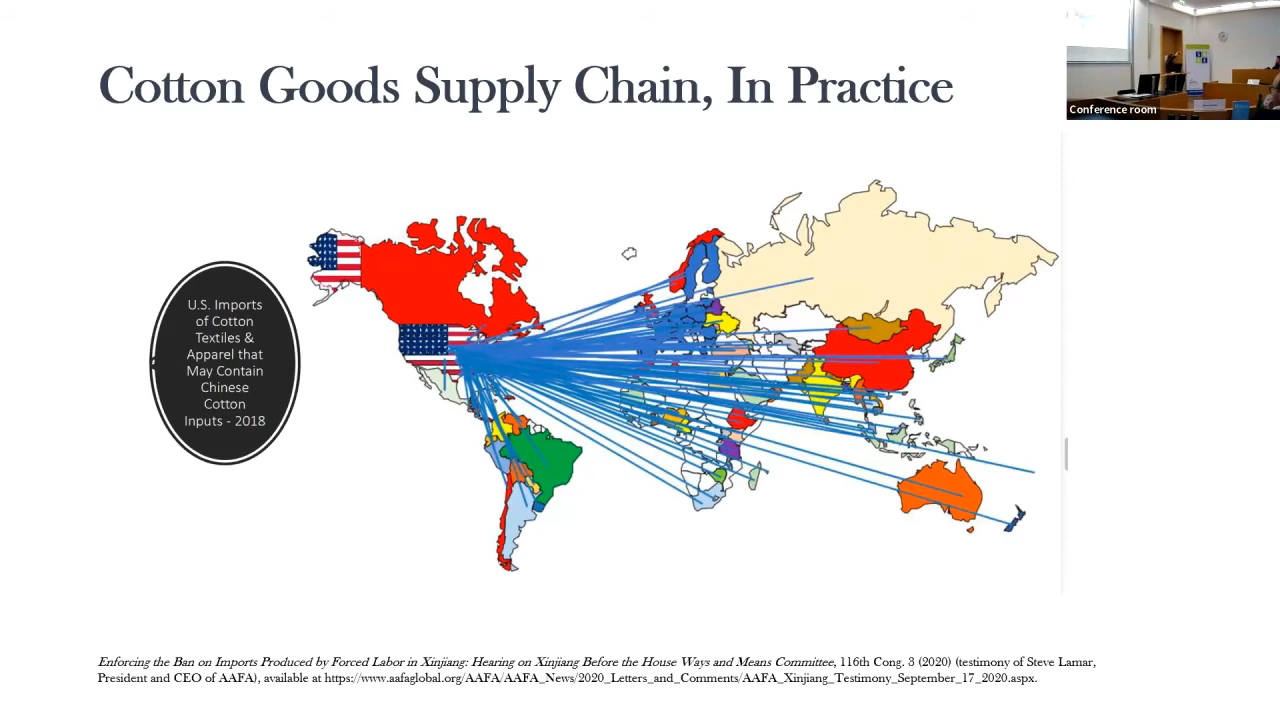 Cotton Goods Supply Chain, In Practice
Conference room
U.S. Imports
of Cotton
Textiles &
Apparel that
May Contain
Chinese
Cotton
Inputs - 2018
Enforcing the Ban on Imports Produced by Forced Labor in Xinjiang: Hearing on Xinjiang Before the House Ways and Means Committee, 116th Cong. 3 (2020) (testimony of Steve Lamar,
President and CEO of AAFA), available at https://www.aafaglobal.org/AAFA/AAFA_News/2020_Letters_and_Comments/AAFA_Xinjiang_Testimony_September_17_2020.aspx.